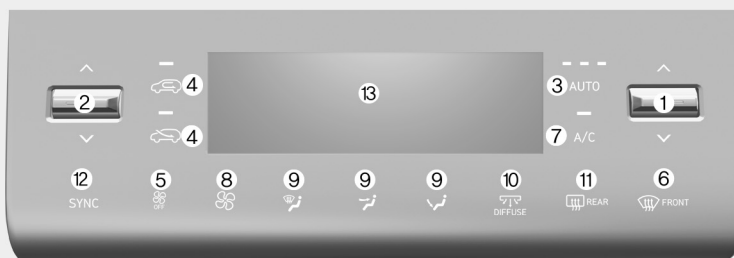 ④ ③ AUTO
② ⑬ ①
④ ⑦ A/C
⑫ ⑤ ⑧ ⑨ ⑨ ⑨ ⑩ ⑪ ⑥
SYNC OFF DIFFUSE REAR FRONT